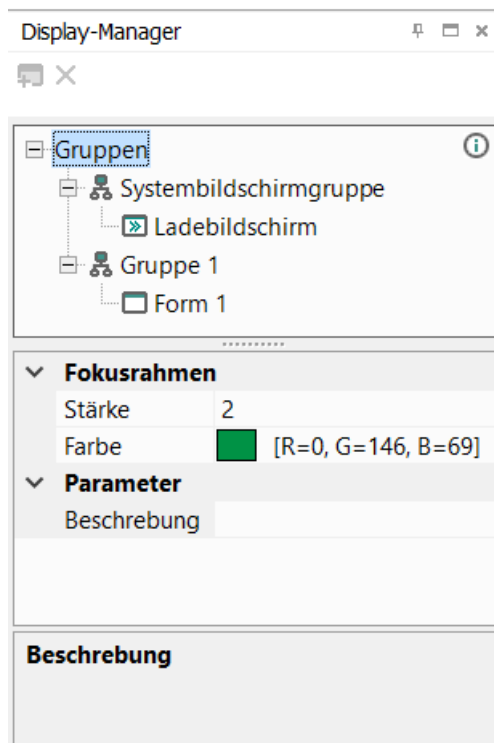 Display-Manager
Gruppen
Systembildschirmgruppe
Ladebildschirm
Gruppe 1
Form 1
Fokusrahmen
Stärke 2
Farbe [R=0, G=146, B=69]
Parameter
Beschrebung
Beschrebung